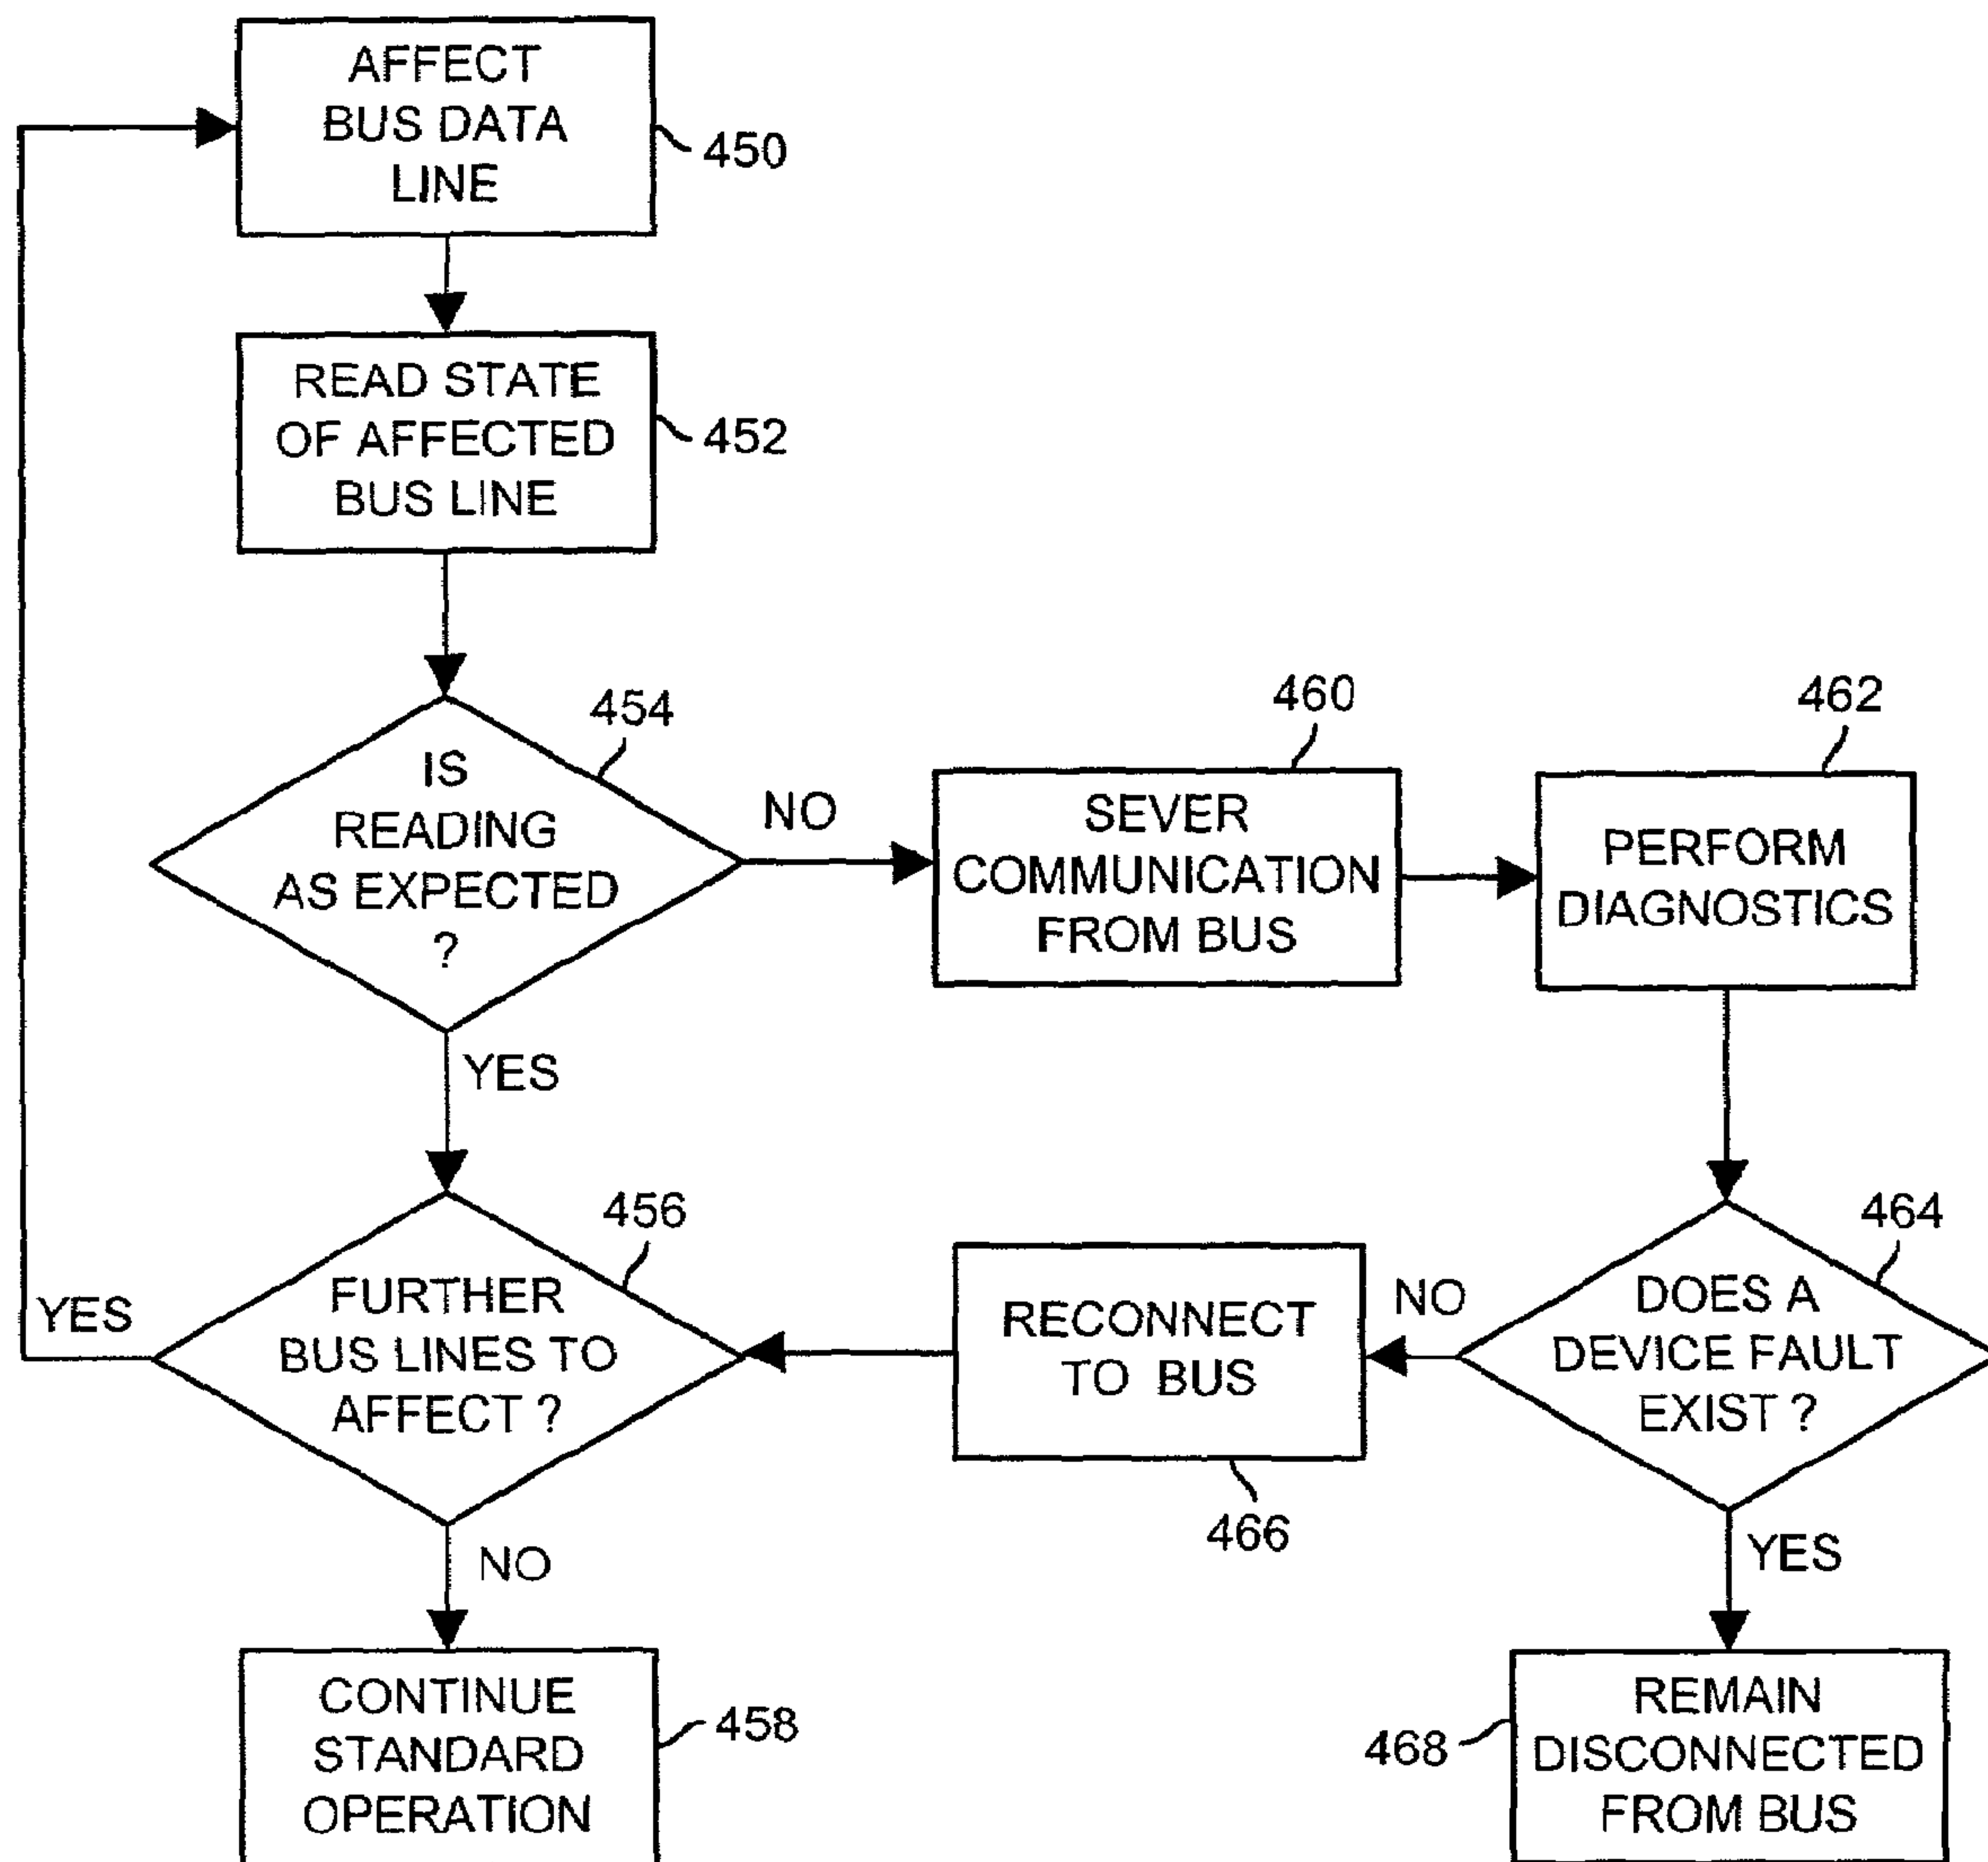 AFFECT
BUS DATA
LINE
450
READ STATE
OF AFFECTED
BUS LINE
452
454
IS
READING
AS EXPECTED
?
NO
YES
460
SEVER
COMMUNICATION
FROM BUS
462
PERFORM
DIAGNOSTICS
456
FURTHER
BUS LINES TO
AFFECT ?
YES
NO
RECONNECT
TO BUS
466
NO
464
DOES A
DEVICE FAULT
EXIST ?
YES
CONTINUE
STANDARD
OPERATION
458
468
REMAIN
DISCONNECTED
FROM BUS